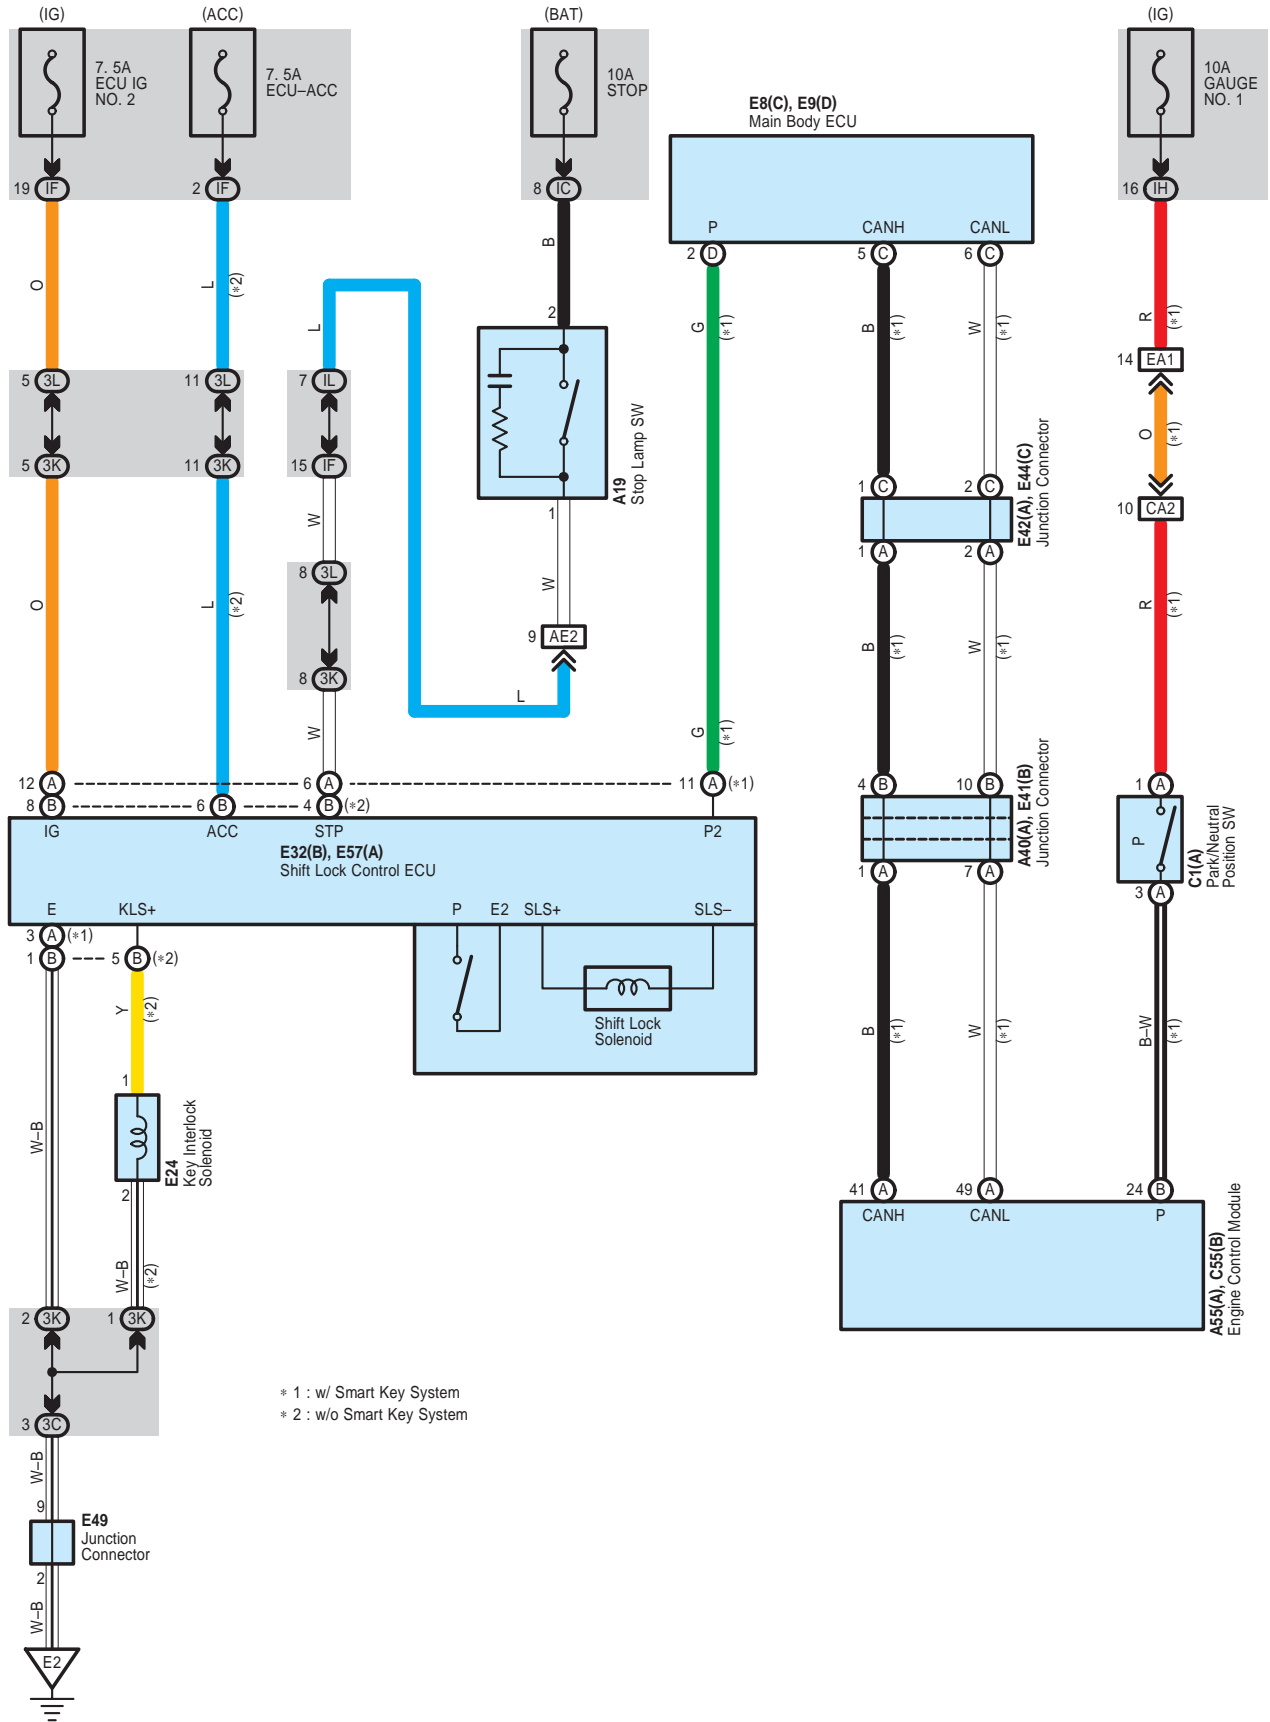 (IG) (ACC) (BAT) (IG)
7. 5A
ECU IG
NO. 2
7. 5A
ECU–ACC
10A
STOP
10A
GAUGE
NO. 1
E8(C), E9(D)
Main Body ECU
19 IF 2 IF 8 IC 16 IH
P CANH CANL
2 D 5 C 6 C
O
L
(∗2)
L
B
2
G
(∗1)
B
(∗1)
W
(∗1)
R
(∗1)
14 EA1
5 3L 11 3L 7 IL
O
(∗1)
A19
Stop Lamp SW
5 3K 11 3K 15 IF
1 C 2 C
10 CA2
E42(A), E44(C)
Junction Connector
W
1
1 A 2 A
8 3L
O
L
(∗2)
W
9 AE2
B
(∗1)
W
(∗1)
R
(∗1)
8 3K
L
W
G
(∗1)
12 A 6 A 11 A (∗1)
4 B 10 B 1 A
8 B 6 B 4 B (∗2)
IG ACC STP P2
E32(B), E57(A)
Shift Lock Control ECU
A40(A), E41(B)
Junction Connector
P
C1(A)
Park/Neutral
Position SW
1 A 7 A 3 A
E KLS+ P E2 SLS+ SLS–
3 A (∗1)
1 B 5 B (∗2)
Y
(∗2)
Shift Lock
Solenoid
B
(∗1)
W
(∗1)
B–W
(∗1)
1
W–B
E24
Key Interlock
Solenoid
2
41 A 49 A 24 B
CANH CANL P
A55(A), C55(B)
Engine Control Module
W–B
(∗2)
2 3K 1 3K
∗ 1 : w/ Smart Key System
∗ 2 : w/o Smart Key System
3 3C
W–B
9
E49
Junction
Connector
2
W–B
E2